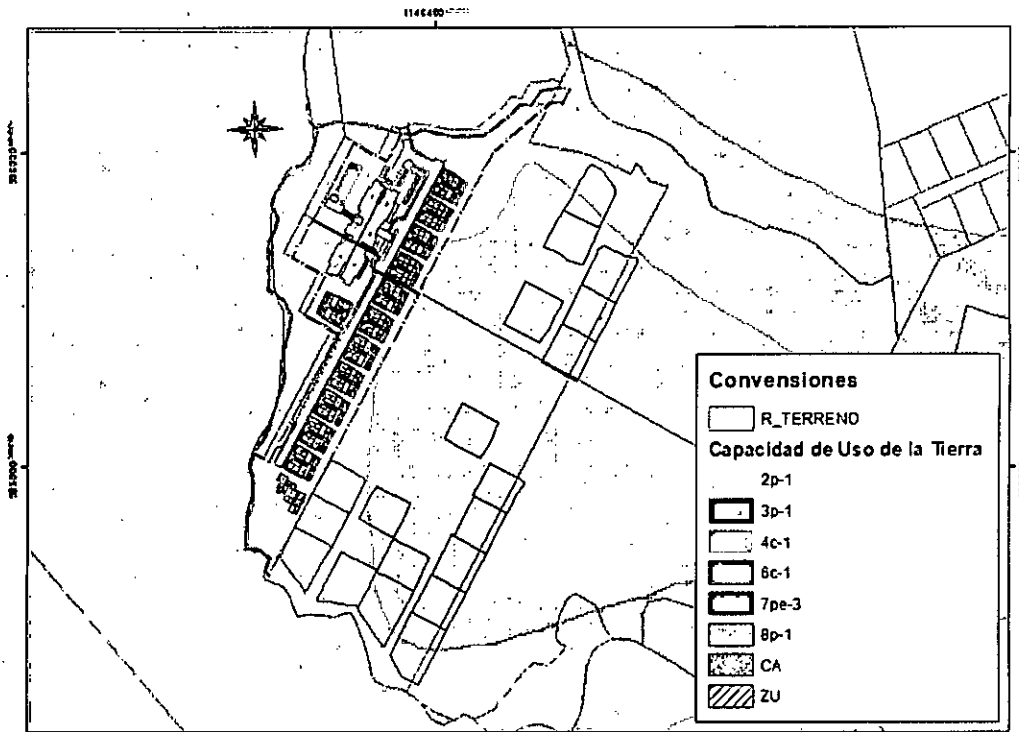 Convensiones
R_TERRENO
Capacidad de Uso de la Tierra
2p-1
3p-1
4c-1
6c-1
7pe-3
8p-1
CA
ZU